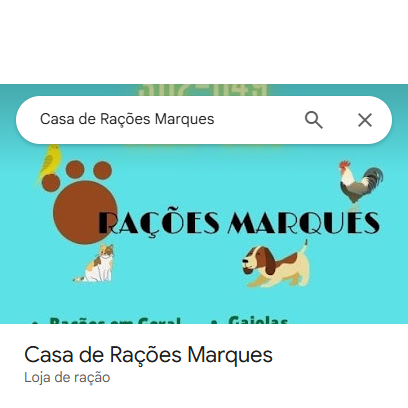 Casa de Rações Marques
RAÇÕES MARQUES
Rações em Geral
Gaiolas
Casa de Rações Marques
Loja de ração